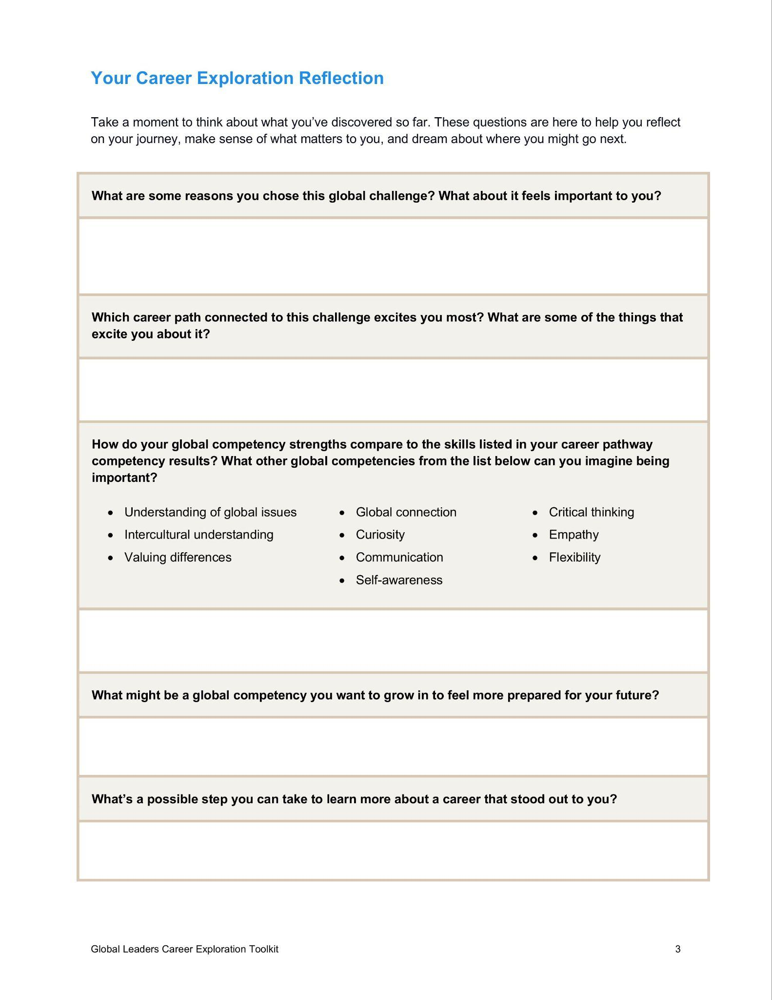 Your Career Exploration Reflection
Take a moment to think about what you’ve discovered so far. These questions are here to help you reflect
on your journey, make sense of what matters to you, and dream about where you might go next.
What are some reasons you chose this global challenge? What about it feels important to you?
Which career path connected to this challenge excites you most? What are some of the things that
excite you about it?
How do your global competency strengths compare to the skills listed in your career pathway
competency results? What other global competencies from the list below can you imagine being
important?
• Understanding of global issues
• Intercultural understanding
• Valuing differences
• Global connection
• Curiosity
• Communication
• Self-awareness
• Critical thinking
• Empathy
• Flexibility
What might be a global competency you want to grow in to feel more prepared for your future?
What’s a possible step you can take to learn more about a career that stood out to you?
Global Leaders Career Exploration Toolkit
3